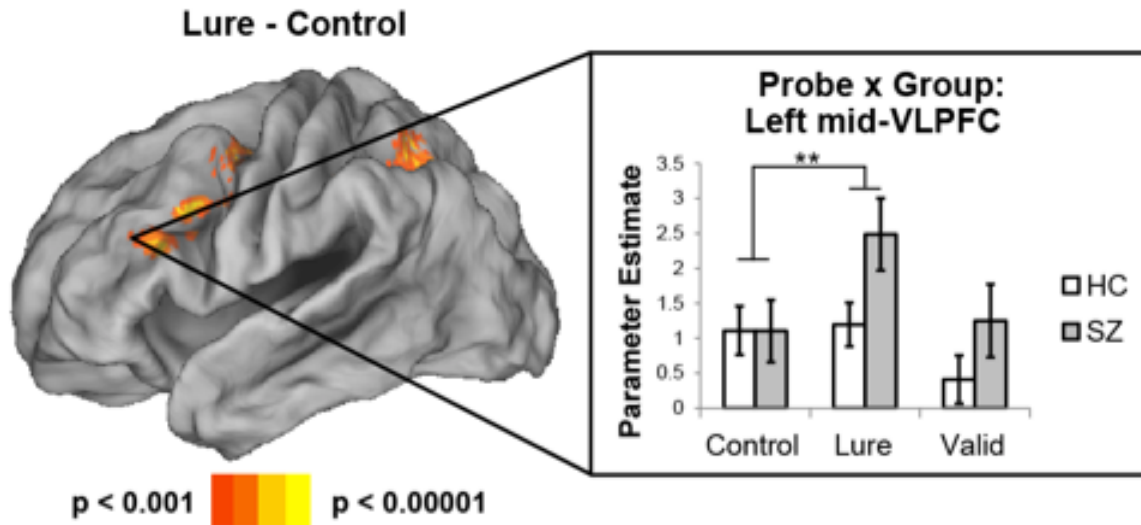 Lure - Control
Probe x Group:
Left mid-VLPFC
**
3.5
3
2.5
2
1.5
1
0.5
0
Parameter Estimate
Control Lure Valid
HC
SZ
p < 0.001 p < 0.00001